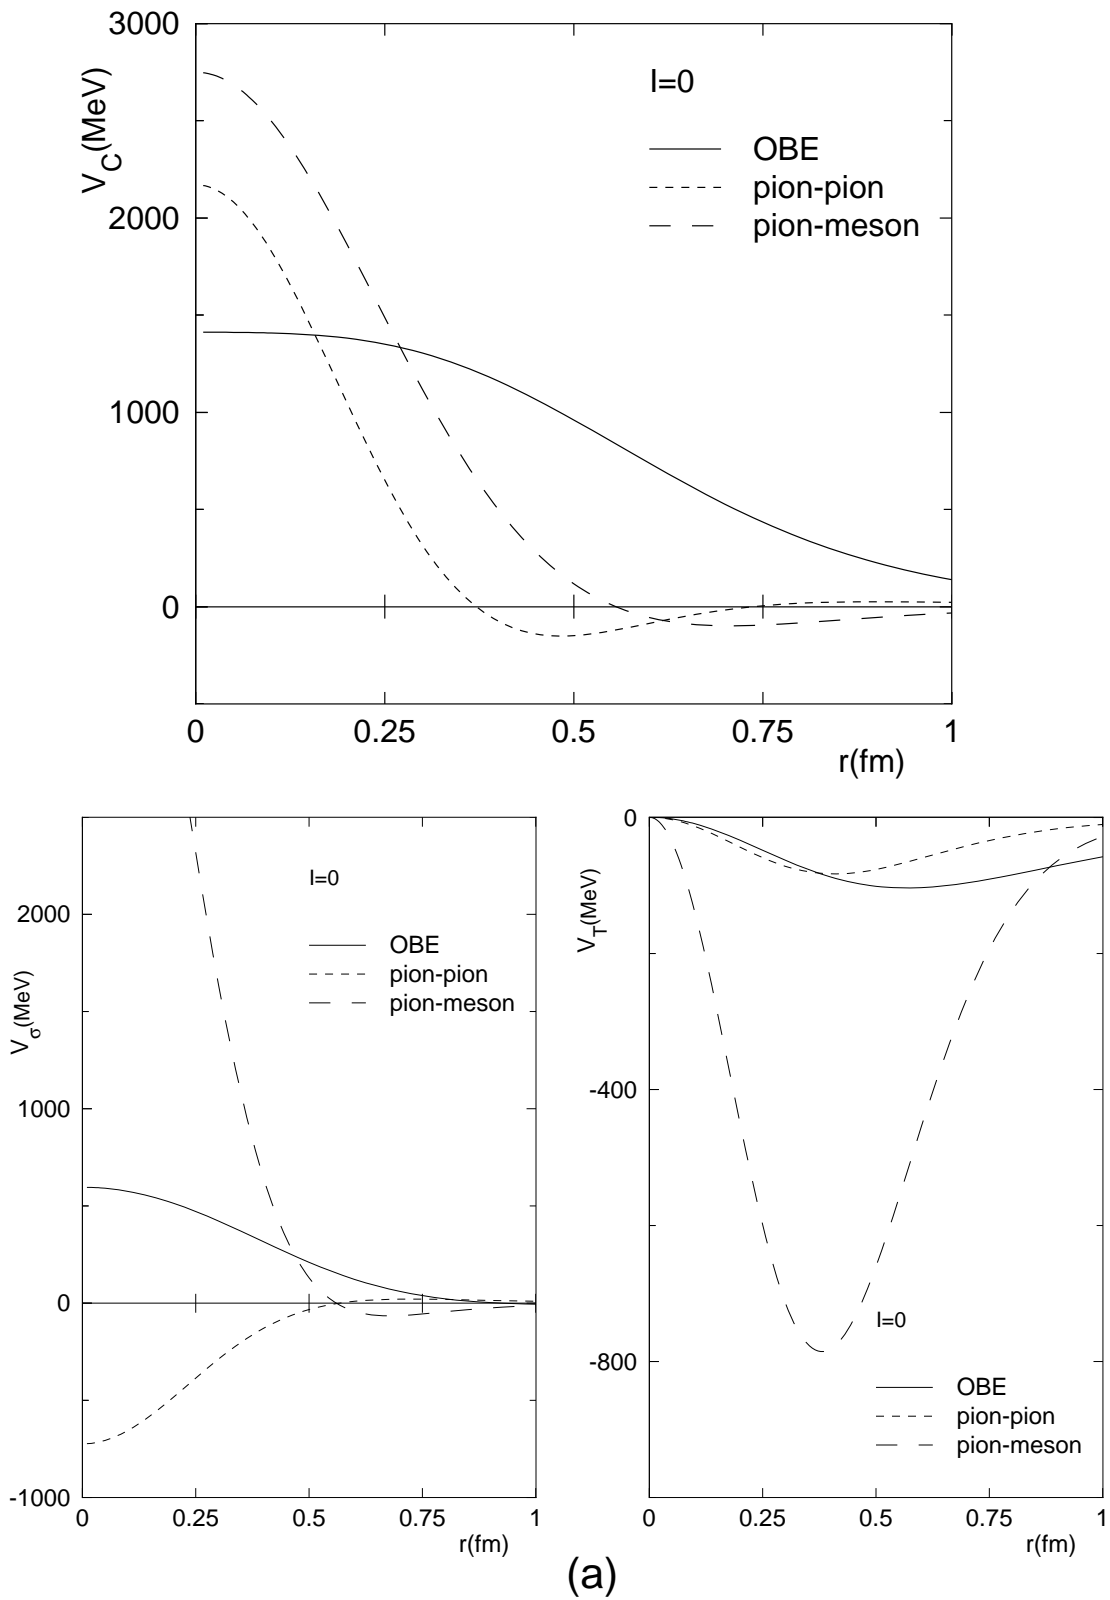 3000
2000
1000
0
V_C(MeV)
I=0
OBE
pion-pion
pion-meson
0 0.25 0.5 0.75 1
r(fm)
2000
1000
0
-1000
V_σ(MeV)
I=0
OBE
pion-pion
pion-meson
0 0.25 0.5 0.75 1
r(fm)
0
-400
-800
V_T(MeV)
I=0
OBE
pion-pion
pion-meson
0 0.25 0.5 0.75 1
r(fm)
(a)